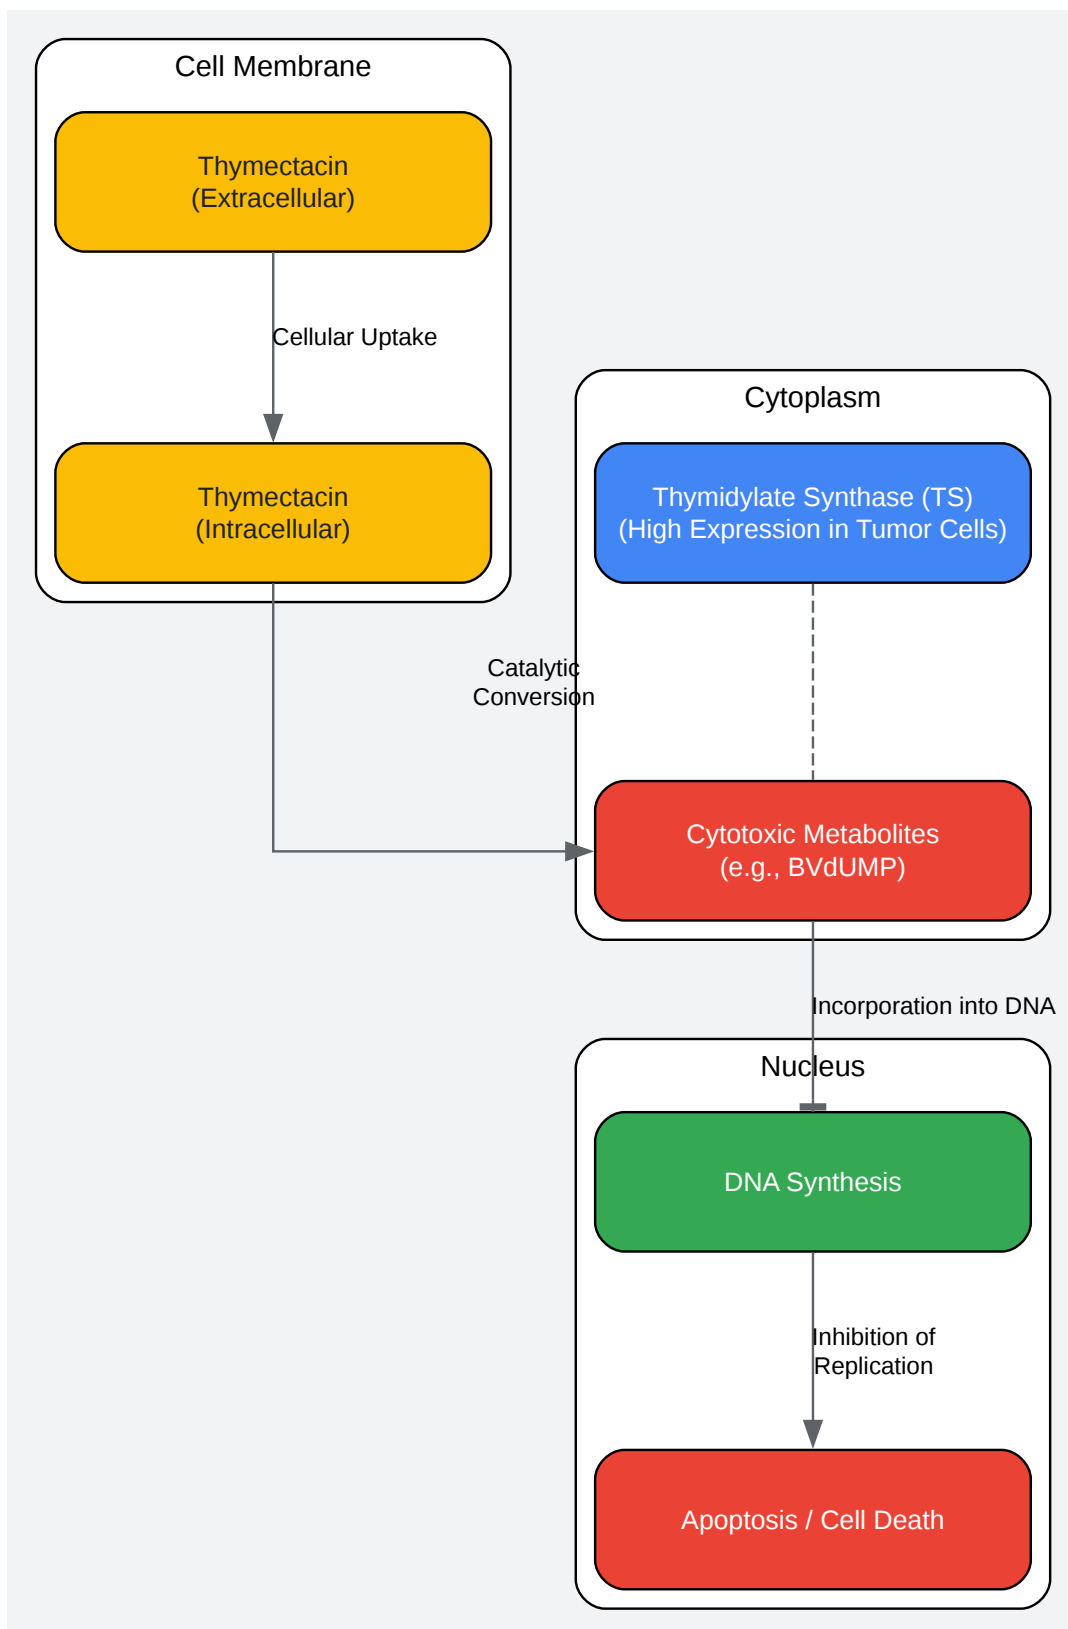 Cell Membrane
Thymectacin
(Extracellular)
Cellular Uptake
Thymectacin
(Intracellular)
Cytoplasm
Thymidylate Synthase (TS)
(High Expression in Tumor Cells)
Catalytic
Conversion
Cytotoxic Metabolites
(e.g., BVdUMP)
Incorporation into DNA
Nucleus
DNA Synthesis
Inhibition of
Replication
Apoptosis / Cell Death